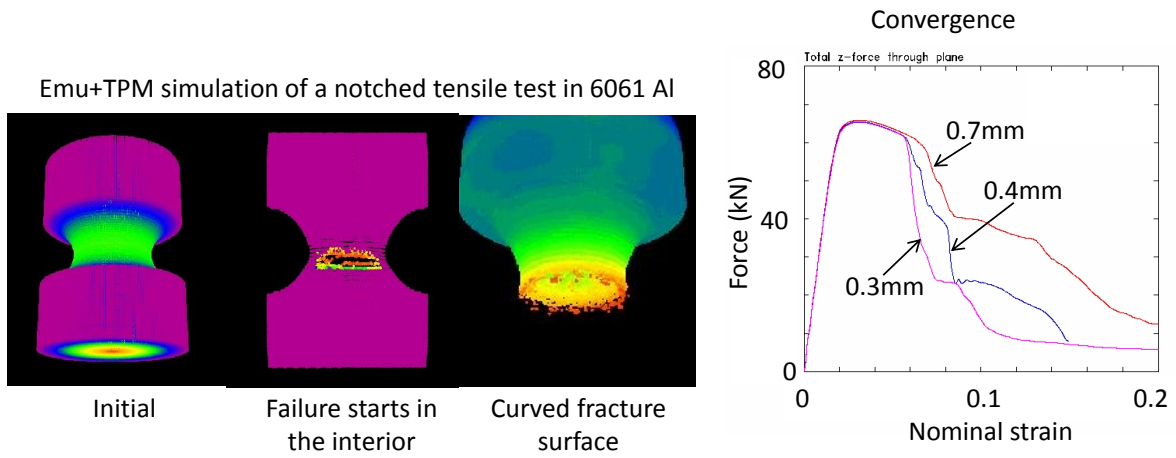 Emu+TPM simulation of a notched tensile test in 6061 Al
Initial
Failure starts in
the interior
Curved fracture
surface
Convergence
Total z-force through plane
80
40
0
Force (kN)
0.7mm
0.4mm
0.3mm
0
0.1
0.2
Nominal strain